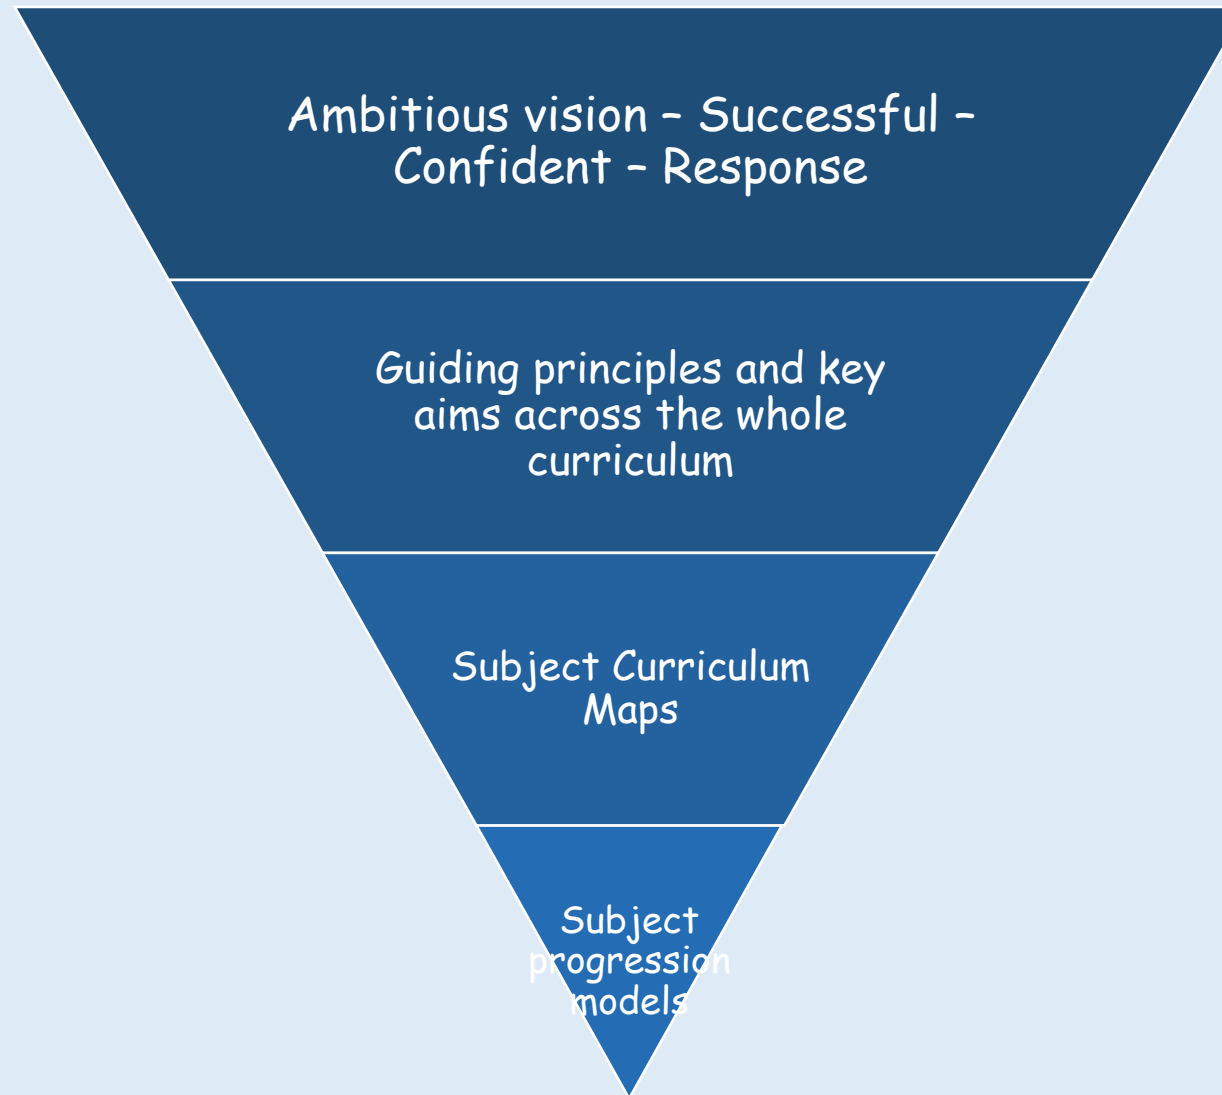 Ambitious vision – Successful –
Confident – Response
Guiding principles and key
aims across the whole
curriculum
Subject Curriculum
Maps
Subject
progression
models